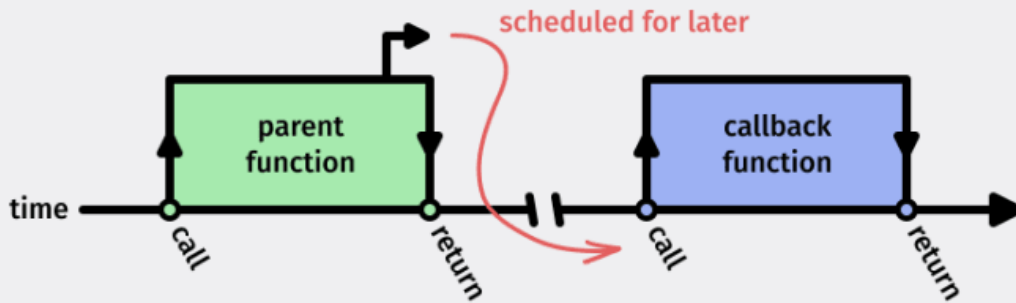 scheduled for later
parent
function
callback
function
time
call
return
call
return